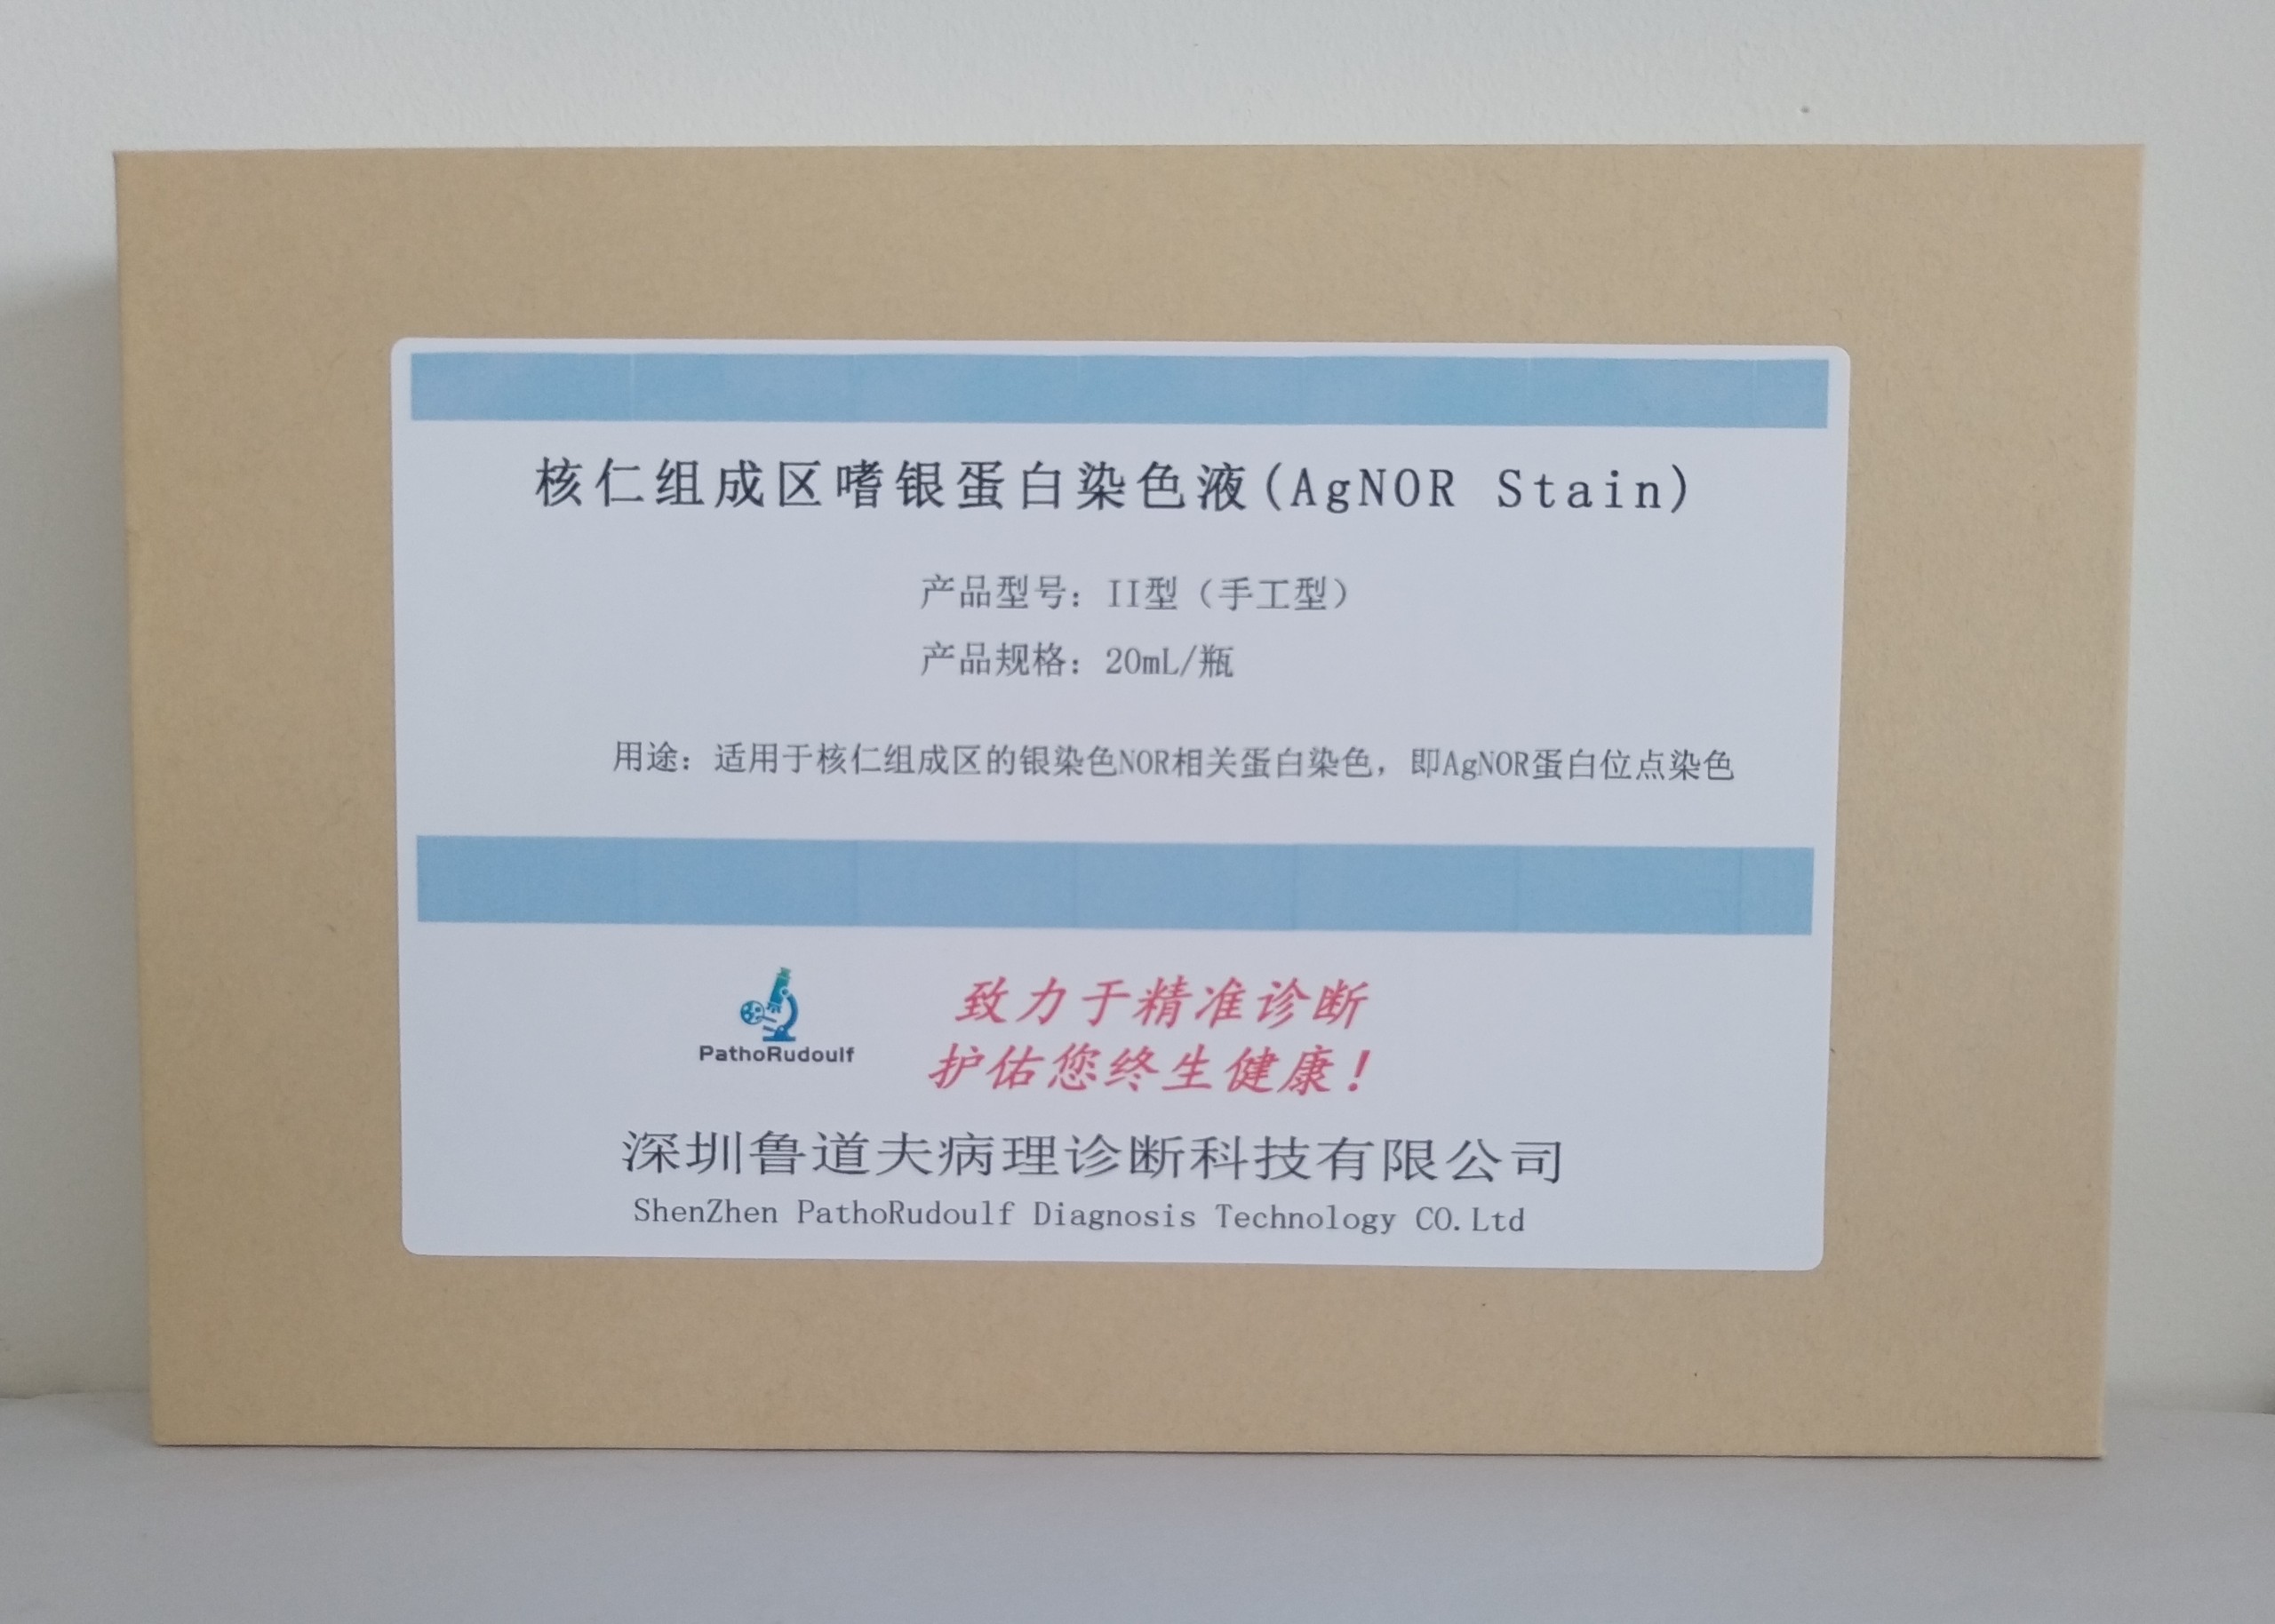 核仁组成区嗜银蛋白染色液(AgNOR Stain)
产品型号：II型（手工型）
产品规格：20mL/瓶
用途：适用于核仁组成区的银染色NOR相关蛋白染色，即AgNOR蛋白位点染色
PathoRudoulf
致力于精准诊断
护佑您终生健康！
深圳鲁道夫病理诊断科技有限公司
ShenZhen PathoRudoulf Diagnosis Technology CO.Ltd